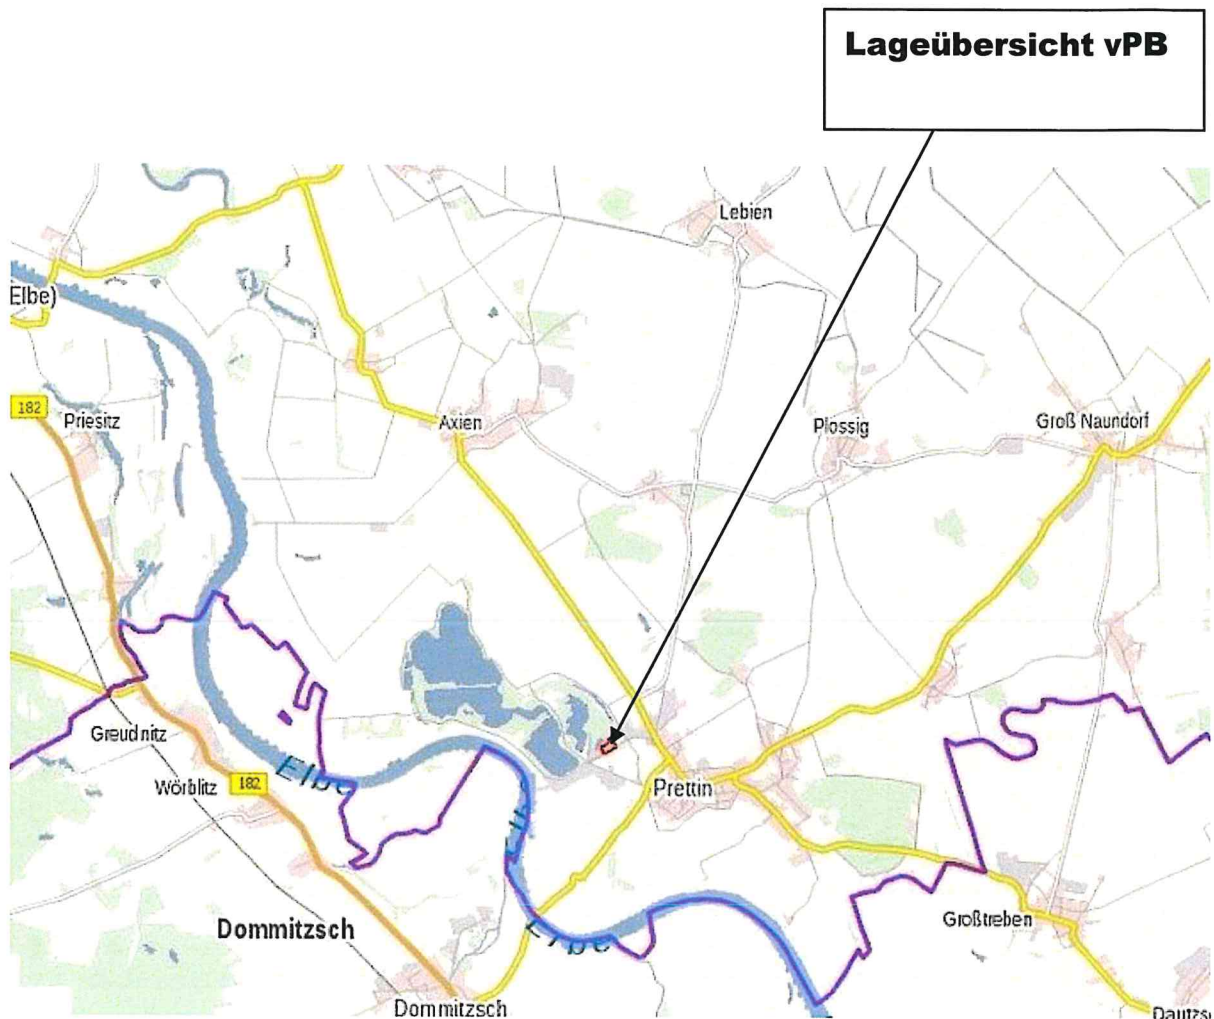 Lageübersicht vPB
Lebien
Elbe)
182
Priesitz
Axien
Plossig
Groß Naundorf
Greudnitz
Wörblitz
182
Elbe
Prettin
Großtreben
Dommitzsch
Elbe
Dommitzsch